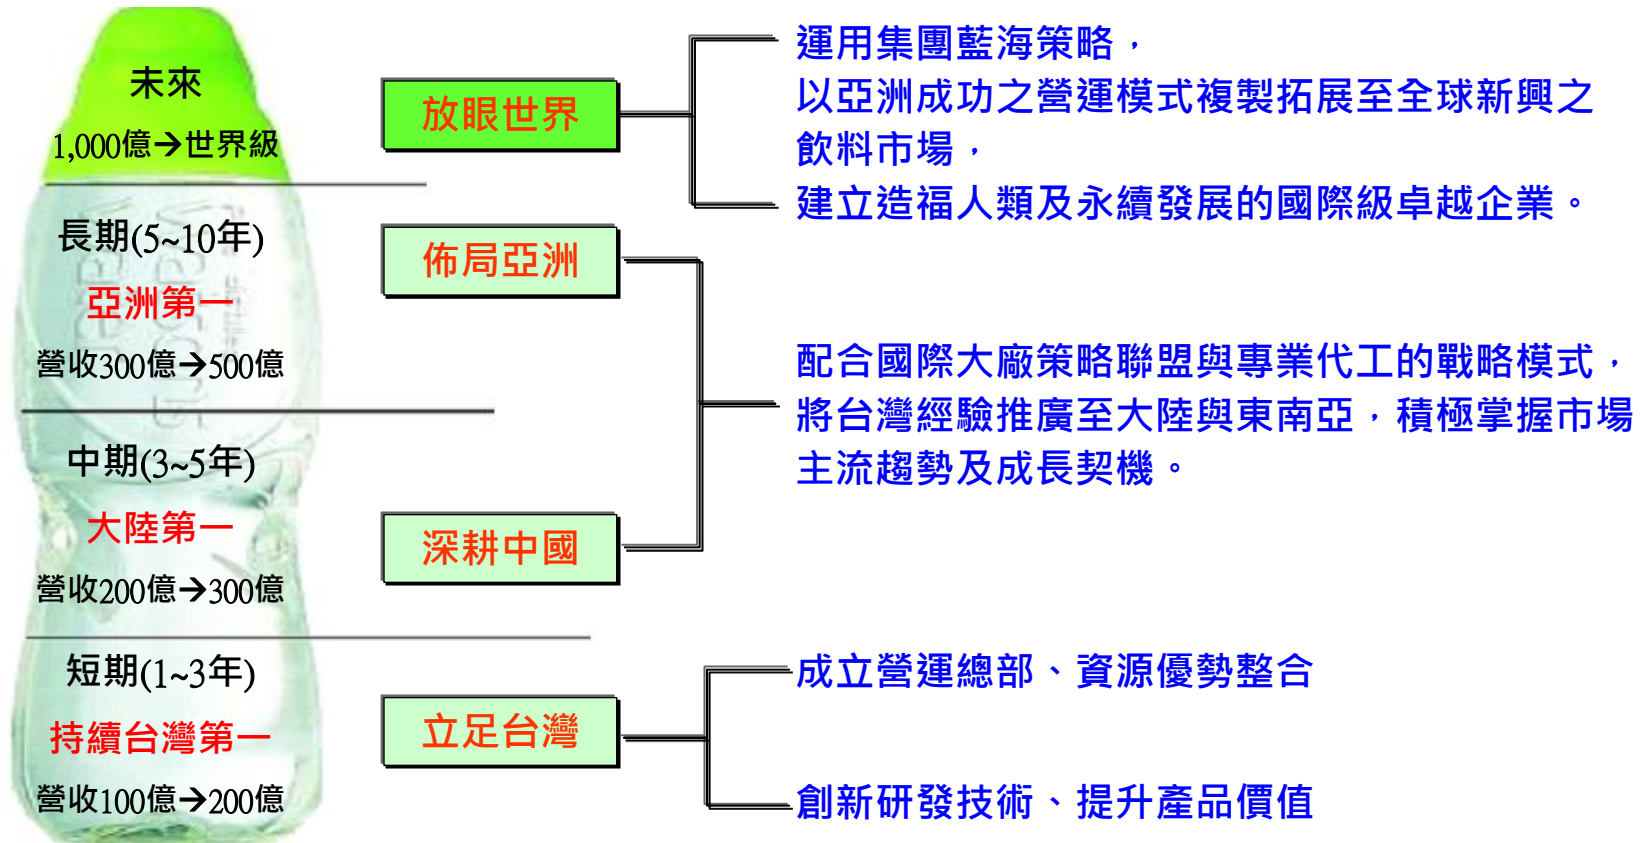 未來
1,000億→世界級
放眼世界
運用集團藍海策略，
以亞洲成功之營運模式複製拓展至全球新興之
飲料市場，
建立造福人類及永續發展的國際級卓越企業。
長期(5~10年)
亞洲第一
營收300億→500億
佈局亞洲
配合國際大廠策略聯盟與專業代工的戰略模式，
將台灣經驗推廣至大陸與東南亞，積極掌握市場
主流趨勢及成長契機。
中期(3~5年)
大陸第一
營收200億→300億
深耕中國
短期(1~3年)
持續台灣第一
營收100億→200億
立足台灣
成立營運總部、資源優勢整合
創新研發技術、提升產品價值